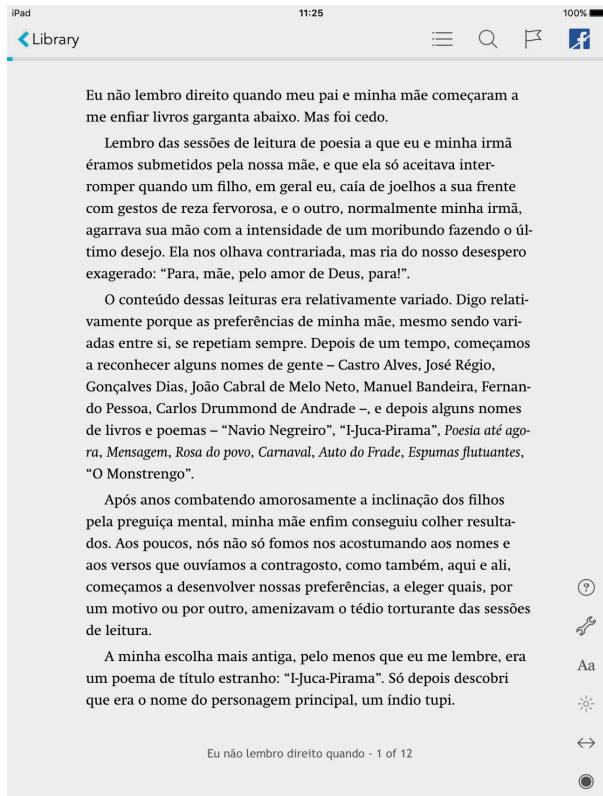 iPad 11:25 100%
Library
Eu não lembro direito quando meu pai e minha mãe começaram a
me enfiar livros garganta abaixo. Mas foi cedo.
Lembro das sessões de leitura de poesia a que eu e minha irmã
éramos submetidos pela nossa mãe, e que ela só aceitava inter-
romper quando um filho, em geral eu, caía de joelhos a sua frente
com gestos de reza fervorosa, e o outro, normalmente minha irmã,
agarrava sua mão com a intensidade de um moribundo fazendo o úl-
timo desejo. Ela nos olhava contrariada, mas ria do nosso desespero
exagerado: “Para, mãe, pelo amor de Deus, para!”.
O conteúdo dessas leituras era relativamente variado. Digo relati-
vamente porque as preferências de minha mãe, mesmo sendo vari-
adas entre si, se repetiam sempre. Depois de um tempo, começamos
a reconhecer alguns nomes de gente – Castro Alves, José Régio,
Gonçalves Dias, João Cabral de Melo Neto, Manuel Bandeira, Fernan-
do Pessoa, Carlos Drummond de Andrade –, e depois alguns nomes
de livros e poemas – “Navio Negreiro”, “I-Juca-Pirama”, Poesia até ago-
ra, Mensagem, Rosa do povo, Carnaval, Auto do Frade, Espumas flutuantes,
“O Monstrengo”.
Após anos combatendo amorosamente a inclinação dos filhos
pela preguiça mental, minha mãe enfim conseguiu colher resulta-
dos. Aos poucos, nós não só fomos nos acostumando aos nomes e
aos versos que ouvíamos a contragosto, como também, aqui e ali,
começamos a desenvolver nossas preferências, a eleger quais, por
um motivo ou por outro, amenizavam o tédio torturante das sessões
de leitura.
A minha escolha mais antiga, pelo menos que eu me lembre, era
um poema de título estranho: “I-Juca-Pirama”. Só depois descobri
que era o nome do personagem principal, um índio tupi.
Aa
Eu não lembro direito quando - 1 of 12